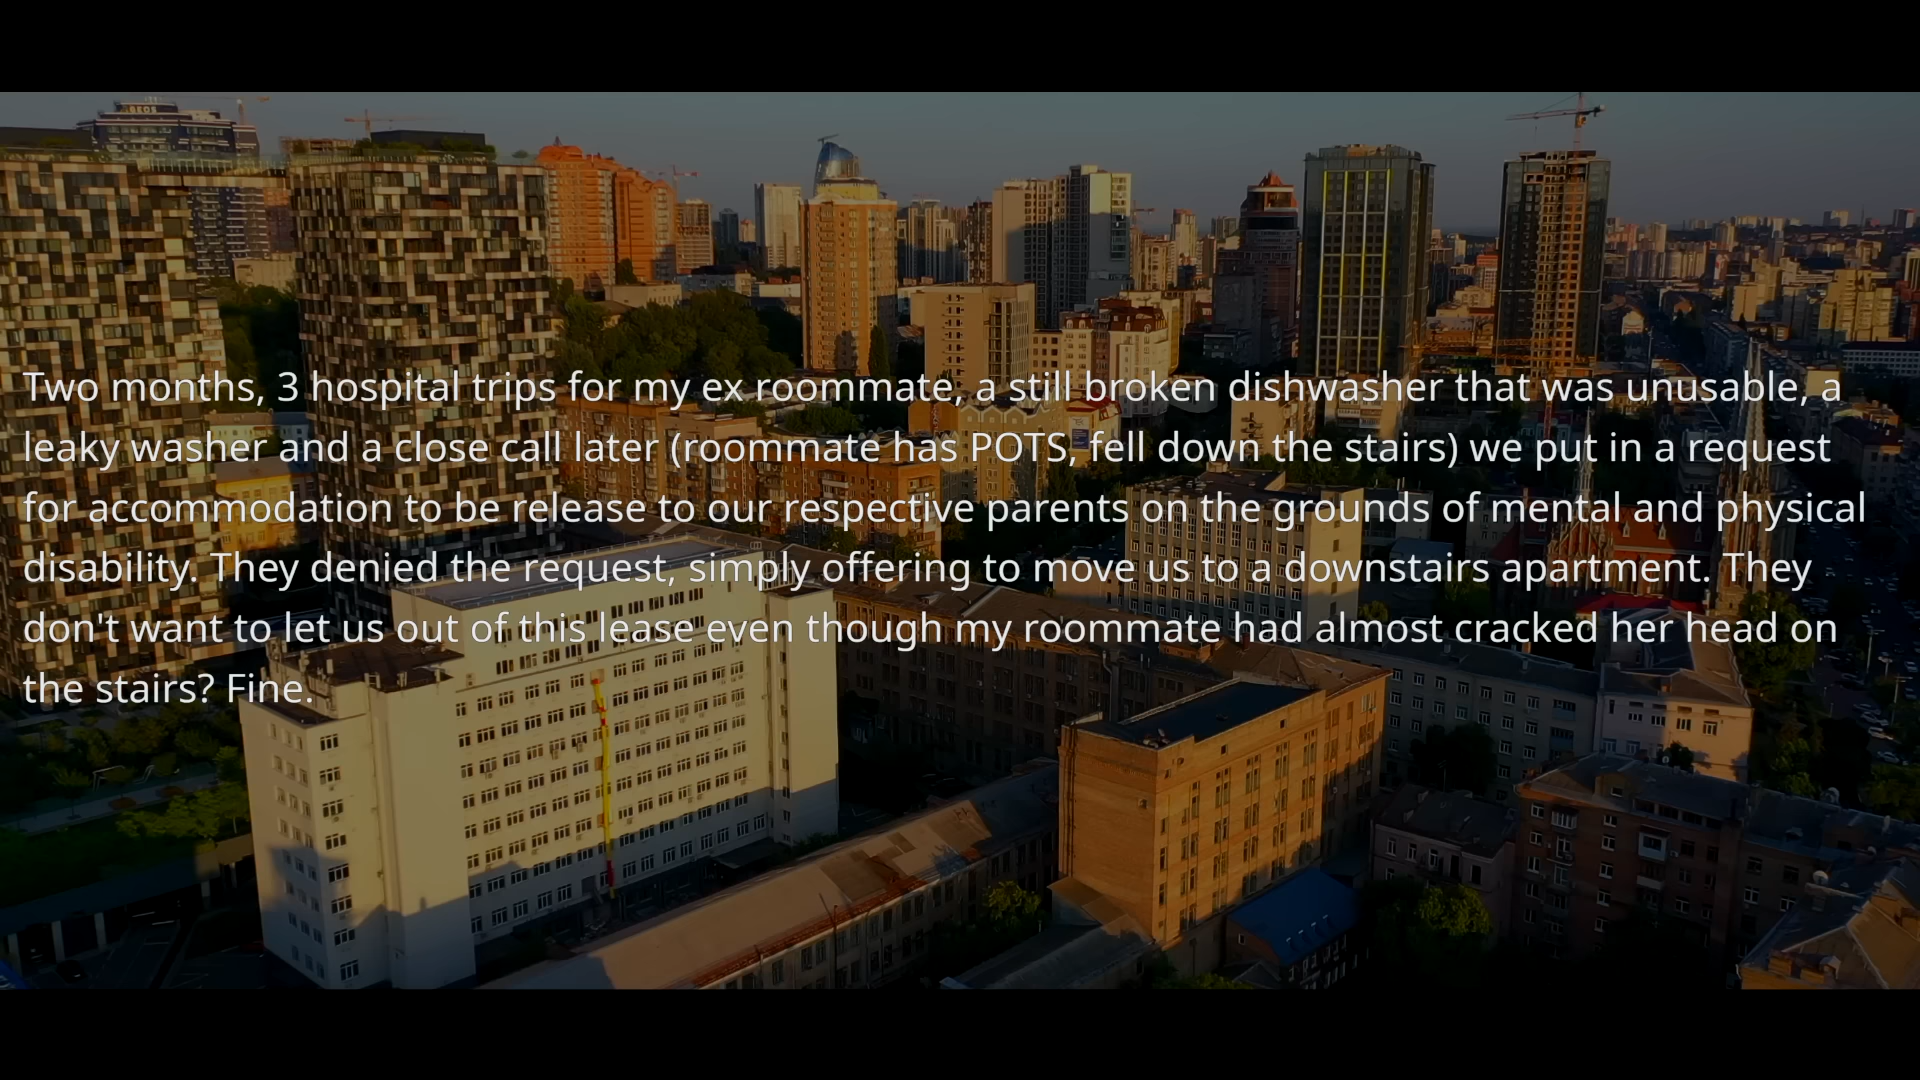 GEOS
Two months, 3 hospital trips for my ex roommate, a still broken dishwasher that was unusable, a
leaky washer and a close call later (roommate has POTS, fell down the stairs) we put in a request
for accommodation to be release to our respective parents on the grounds of mental and physical
disability. They denied the request, simply offering to move us to a downstairs apartment. They
don't want to let us out of this lease even though my roommate had almost cracked her head on
the stairs? Fine.